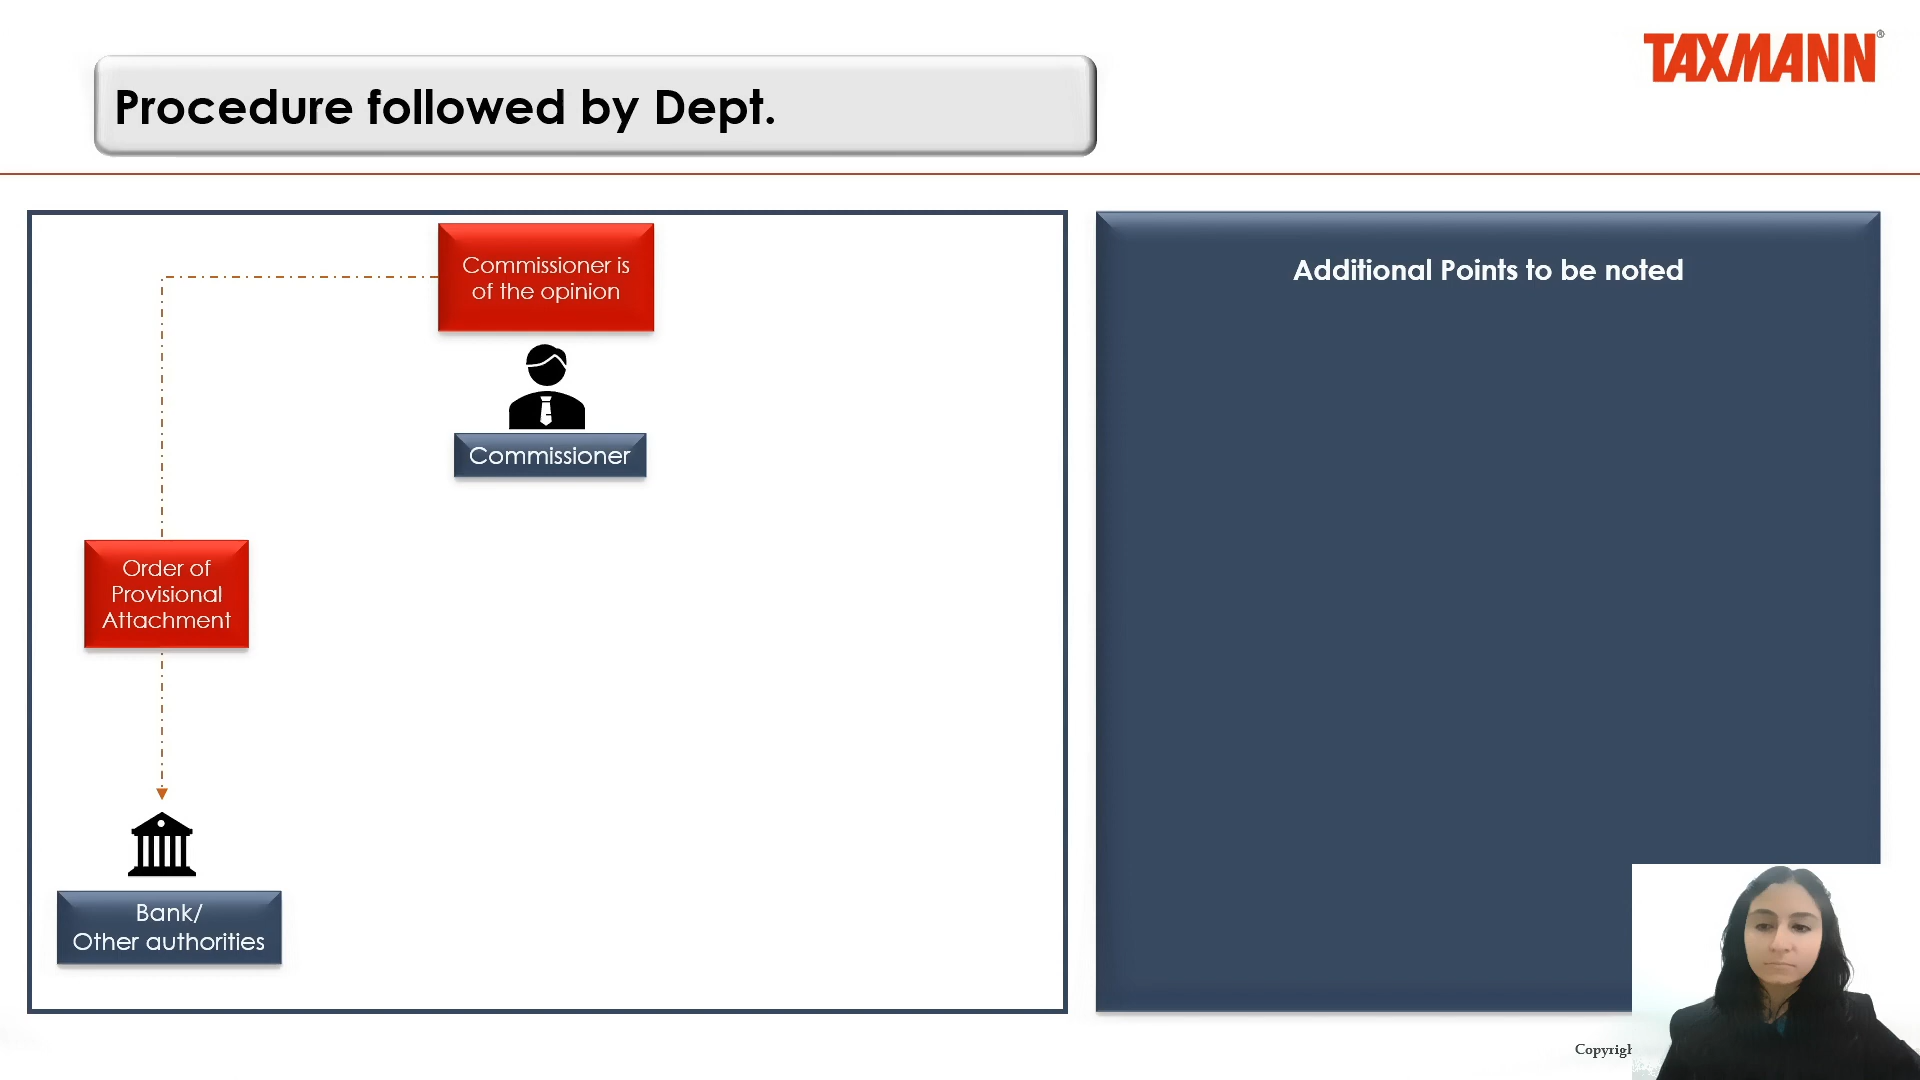 TAXMANN®
Procedure followed by Dept.
Commissioner is
of the opinion
Commissioner
Order of
Provisional
Attachment
Bank/
Other authorities
Additional Points to be noted